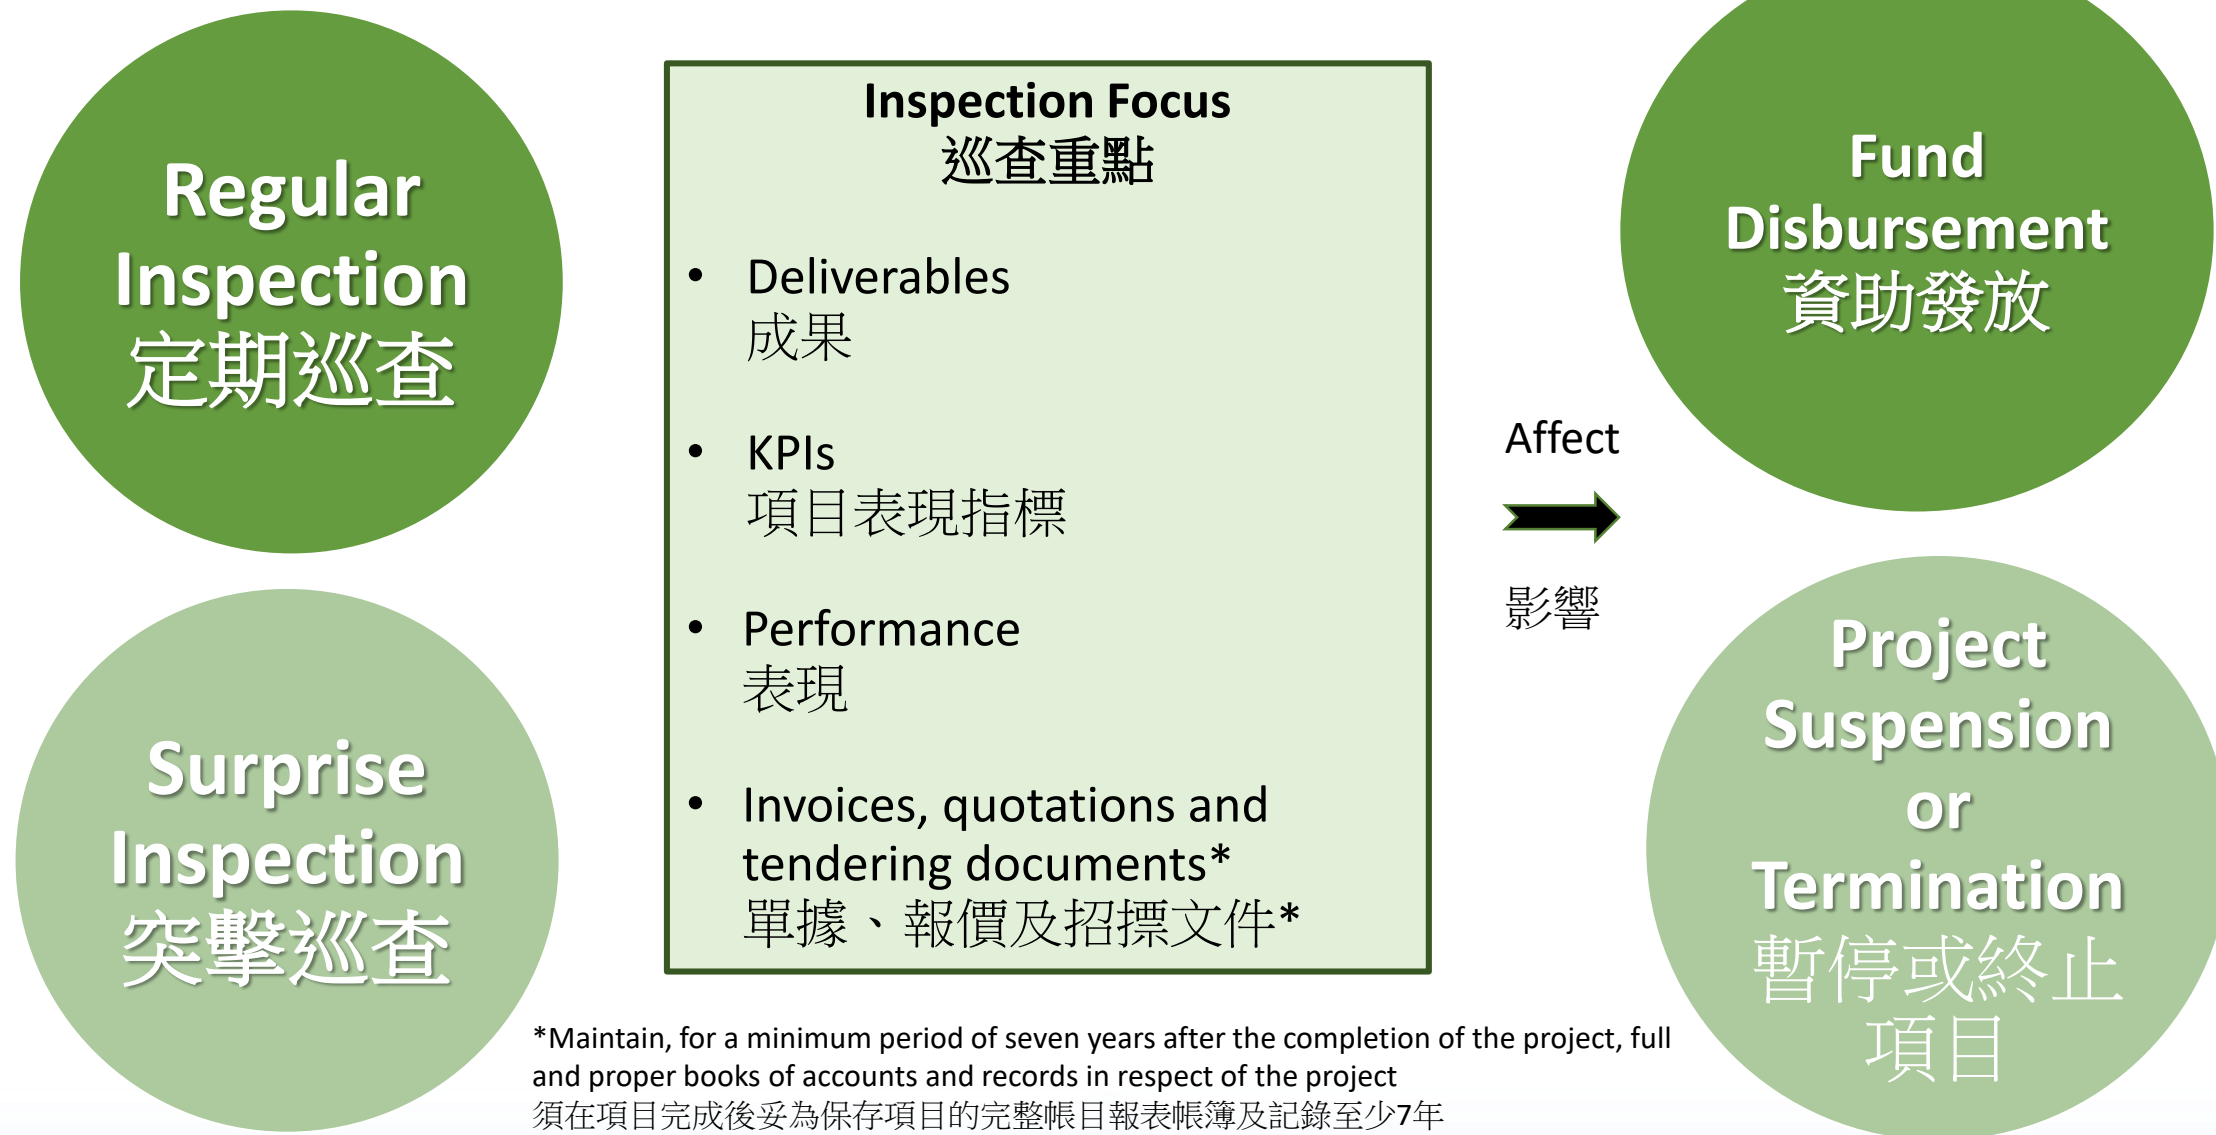 Regular
Inspection
定期巡查
Surprise
Inspection
突擊巡查
Inspection Focus
巡查重點
• Deliverables
成果
• KPIs
項目表現指標
• Performance
表現
• Invoices, quotations and
tendering documents*
單據、報價及招摽文件*
*Maintain, for a minimum period of seven years after the completion of the project, full
and proper books of accounts and records in respect of the project
須在項目完成後妥為保存項目的完整帳目報表帳簿及記錄至少7年
Affect
影響
Fund
Disbursement
資助發放
Project
Suspension
or
Termination
暫停或終止
項目